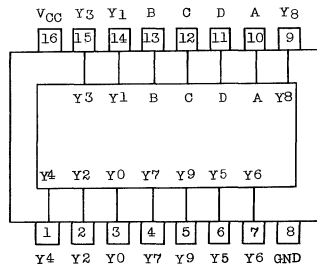 VCC Y3 Y1 B C D A Y8
16 15 14 13 12 11 10 9
Y3 Y1 B C D A Y8
Y4 Y2 Y0 Y7 Y9 Y5 Y6
1 2 3 4 5 6 7 8
Y4 Y2 Y0 Y7 Y9 Y5 Y6 GND